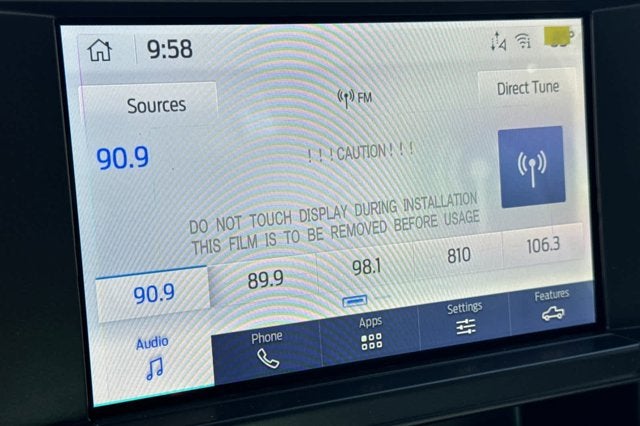 9:58
Sources
FM
Direct Tune
90.9
! ! ! CAUTION ! ! !
DO NOT TOUCH DISPLAY DURING INSTALLATION
THIS FILM IS TO BE REMOVED BEFORE USAGE
90.9 89.9 98.1 810 106.3
Audio Phone Apps Settings Features